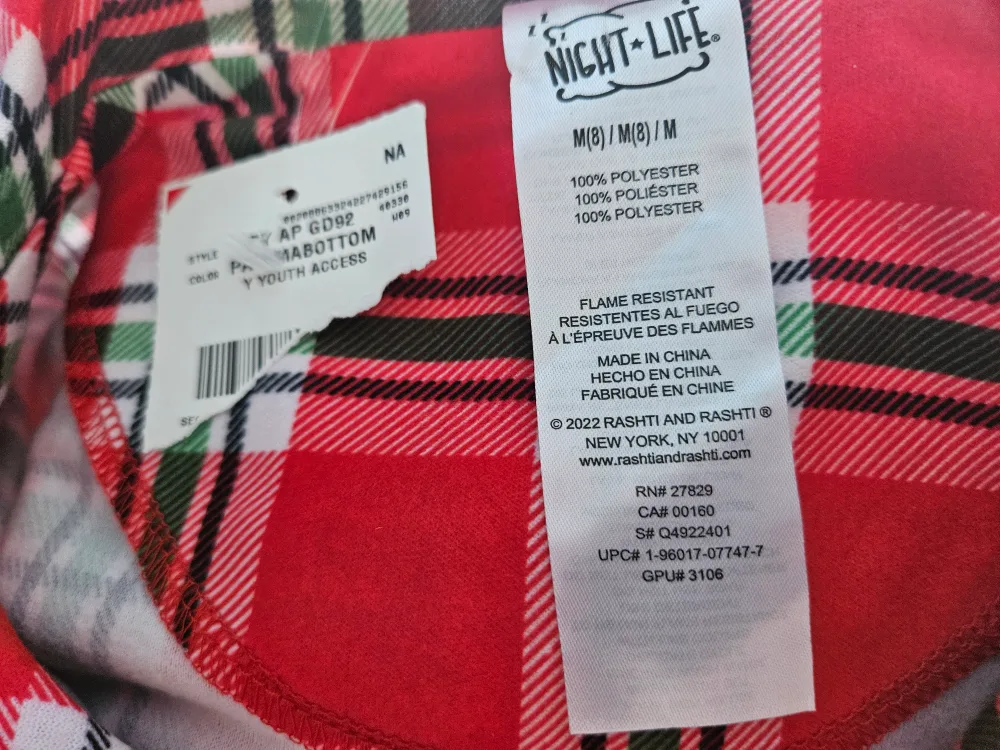 NA
STYLE AP GD92
COLOR
Y YOUTH ACCESS
NIGHT★LIFE®
M(8) / M(8) / M
100% POLYESTER
100% POLIÉSTER
100% POLYESTER
FLAME RESISTANT
RESISTENTES AL FUEGO
À L'ÉPREUVE DES FLAMMES
MADE IN CHINA
HECHO EN CHINA
FABRIQUÉ EN CHINE
© 2022 RASHTI AND RASHTI ®
NEW YORK, NY 10001
www.rashtiandrashti.com
RN# 27829
CA# 00160
S# Q4922401
UPC# 1-96017-07747-7
GPU# 3106